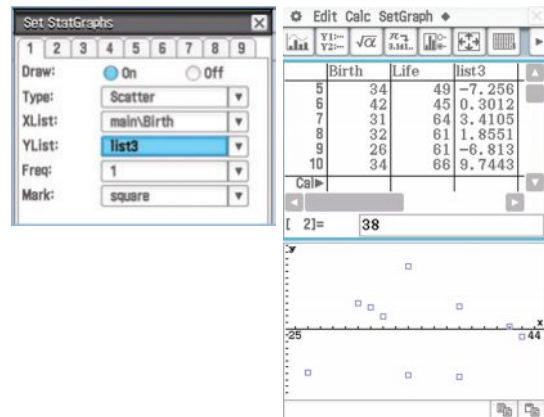 Set StatGraphs
1 2 3 4 5 6 7 8 9
Draw: On Off
Type: Scatter
XList: main\Birth
YList: list3
Freq: 1
Mark: square
Edit Calc SetGraph
Birth Life list3
5 34 49 -7.256
6 42 45 0.3012
7 31 64 3.4105
8 32 61 1.8551
9 26 61 -6.813
10 34 66 9.7443
Cal
[ 2]= 38
y
x
25 44